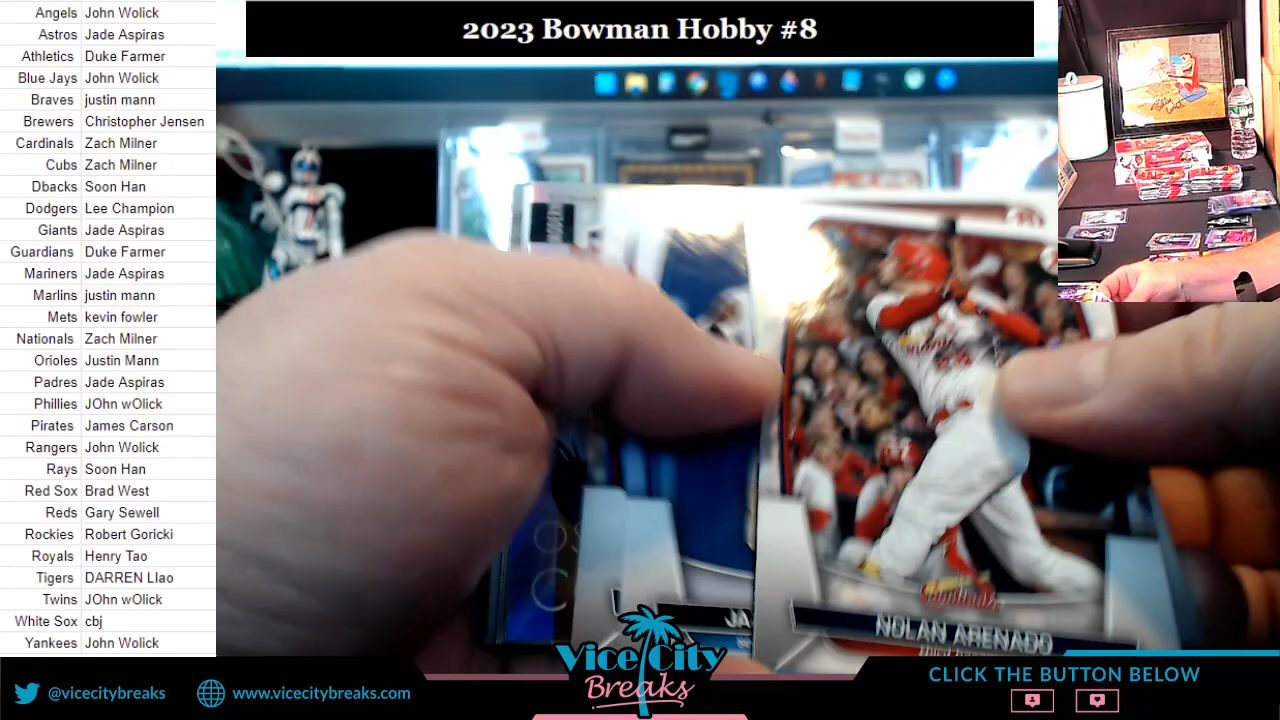 2023 Bowman Hobby #8
Angels John Wolick
Astros Jade Aspiras
Athletics Duke Farmer
Blue Jays John Wolick
Braves justin mann
Brewers Christopher Jensen
Cardinals Zach Milner
Cubs Zach Milner
Dbacks Soon Han
Dodgers Lee Champion
Giants Jade Aspiras
Guardians Duke Farmer
Mariners Jade Aspiras
Marlins justin mann
Mets kevin fowler
Nationals Zach Milner
Orioles Justin Mann
Padres Jade Aspiras
Phillies JOhn wOlick
Pirates James Carson
Rangers John Wolick
Rays Soon Han
Red Sox Brad West
Reds Gary Sewell
Rockies Robert Goricki
Royals Henry Tao
Tigers DARREN LIao
Twins JOhn wOlick
White Sox cbj
Yankees John Wolick
JA
NOLAN ARENADO
Vice City
Breaks
@vicecitybreaks
www.vicecitybreaks.com
CLICK THE BUTTON BELOW